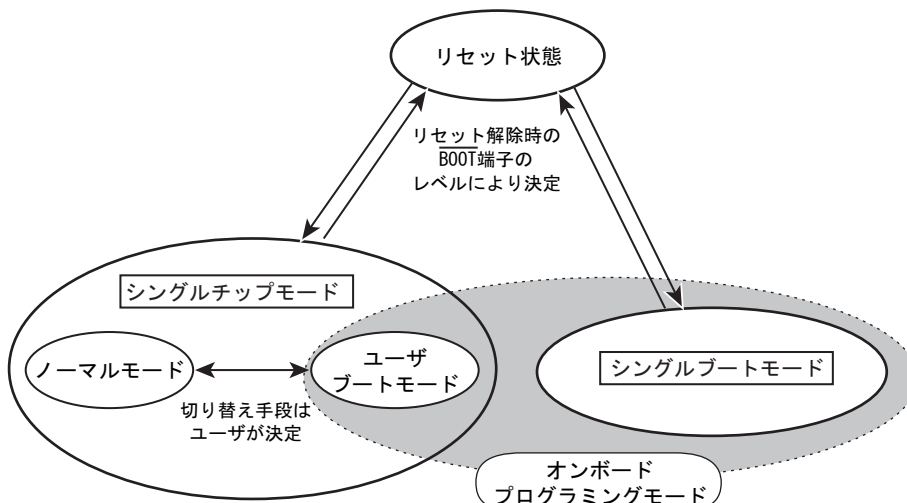 リセット状態
リセット解除時の
BOOT端子の
レベルにより決定
シングルチップモード
ノーマルモード
ユーザ
ブートモード
シングルブートモード
切り替え手段は
ユーザが決定
オンボード
プログラミングモード